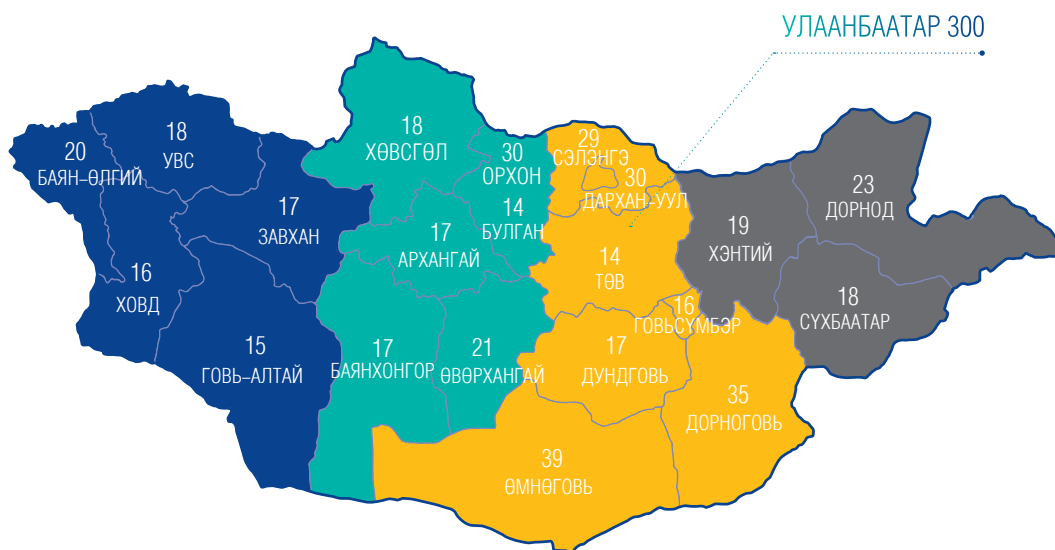 УЛААНБААТАР 300
20
БАЯН-ӨЛГИЙ
18
УВС
17
ЗАВХАН
16
ХОВД
15
ГОВЬ-АЛТАЙ
18
ХӨВСГӨЛ
30
ОРХОН
14
БУЛГАН
17
АРХАНГАЙ
17
БАЯНХОНГОР
21
ӨВӨРХАНГАЙ
29
СЭЛЭНГЭ
30
ДАРХАН-УУЛ
14
ТӨВ
16
ГОВЬСҮМБЭР
17
ДУНДГОВЬ
35
ДОРНОГОВЬ
39
ӨМНӨГОВЬ
19
ХЭНТИЙ
23
ДОРНОД
18
СҮХБААТАР